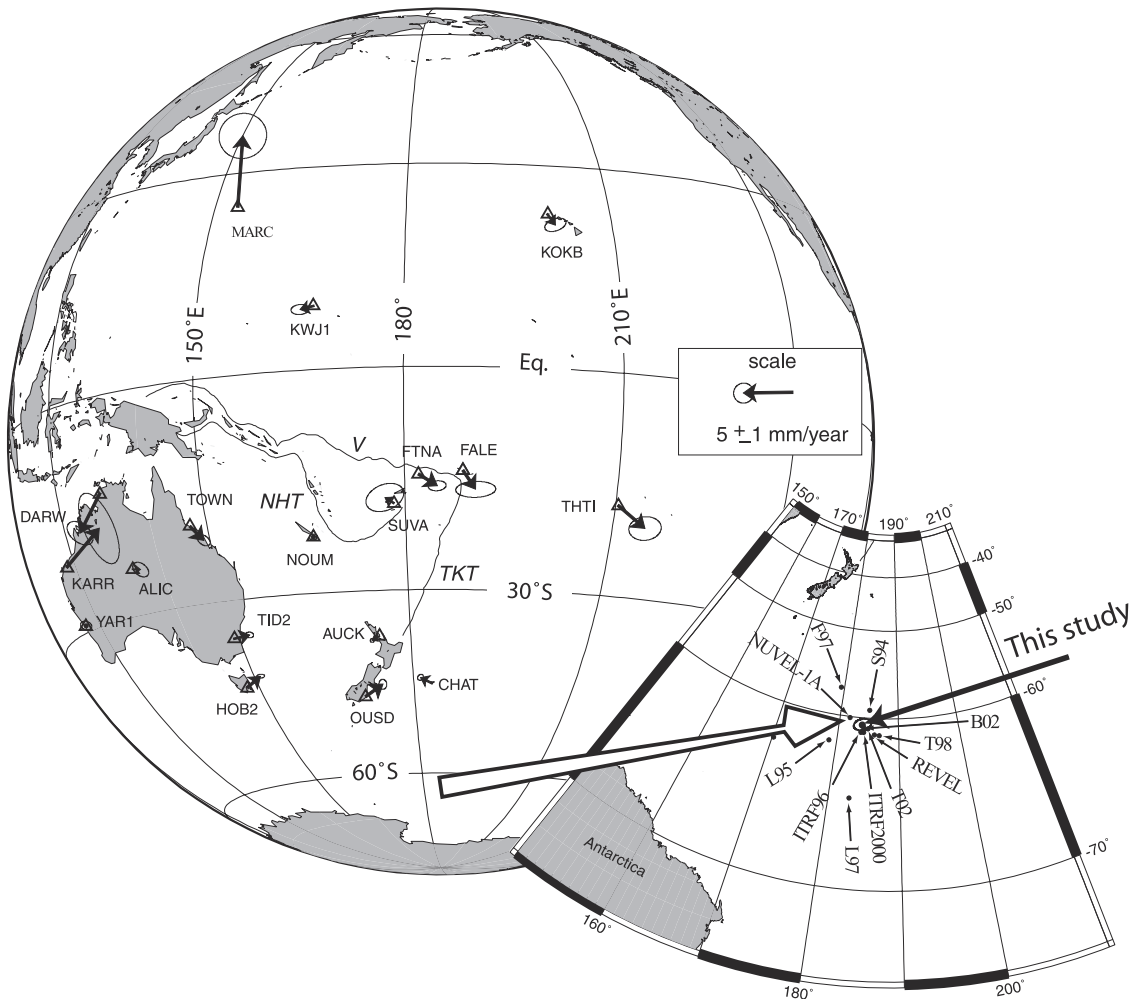 MARC
KOKB
150˚E
180˚
210˚E
KWJ1
Eq.
scale
5 ±1 mm/year
V
FTNA
FALE
NHT
SUVA
THTI
DARW
TOWN
NOUM
KARR
ALIC
TKT
30˚S
YAR1
TID2
AUCK
CHAT
HOB2
OUSD
60˚S
150˚
170˚
190˚
210˚
-40˚
-50˚
-60˚
-70˚
This study
F97
S94
NUVEL-1A
B02
T98
REVEL
L95
T02
ITRF96
ITRF2000
L97
Antarctica
160˚
180˚
200˚